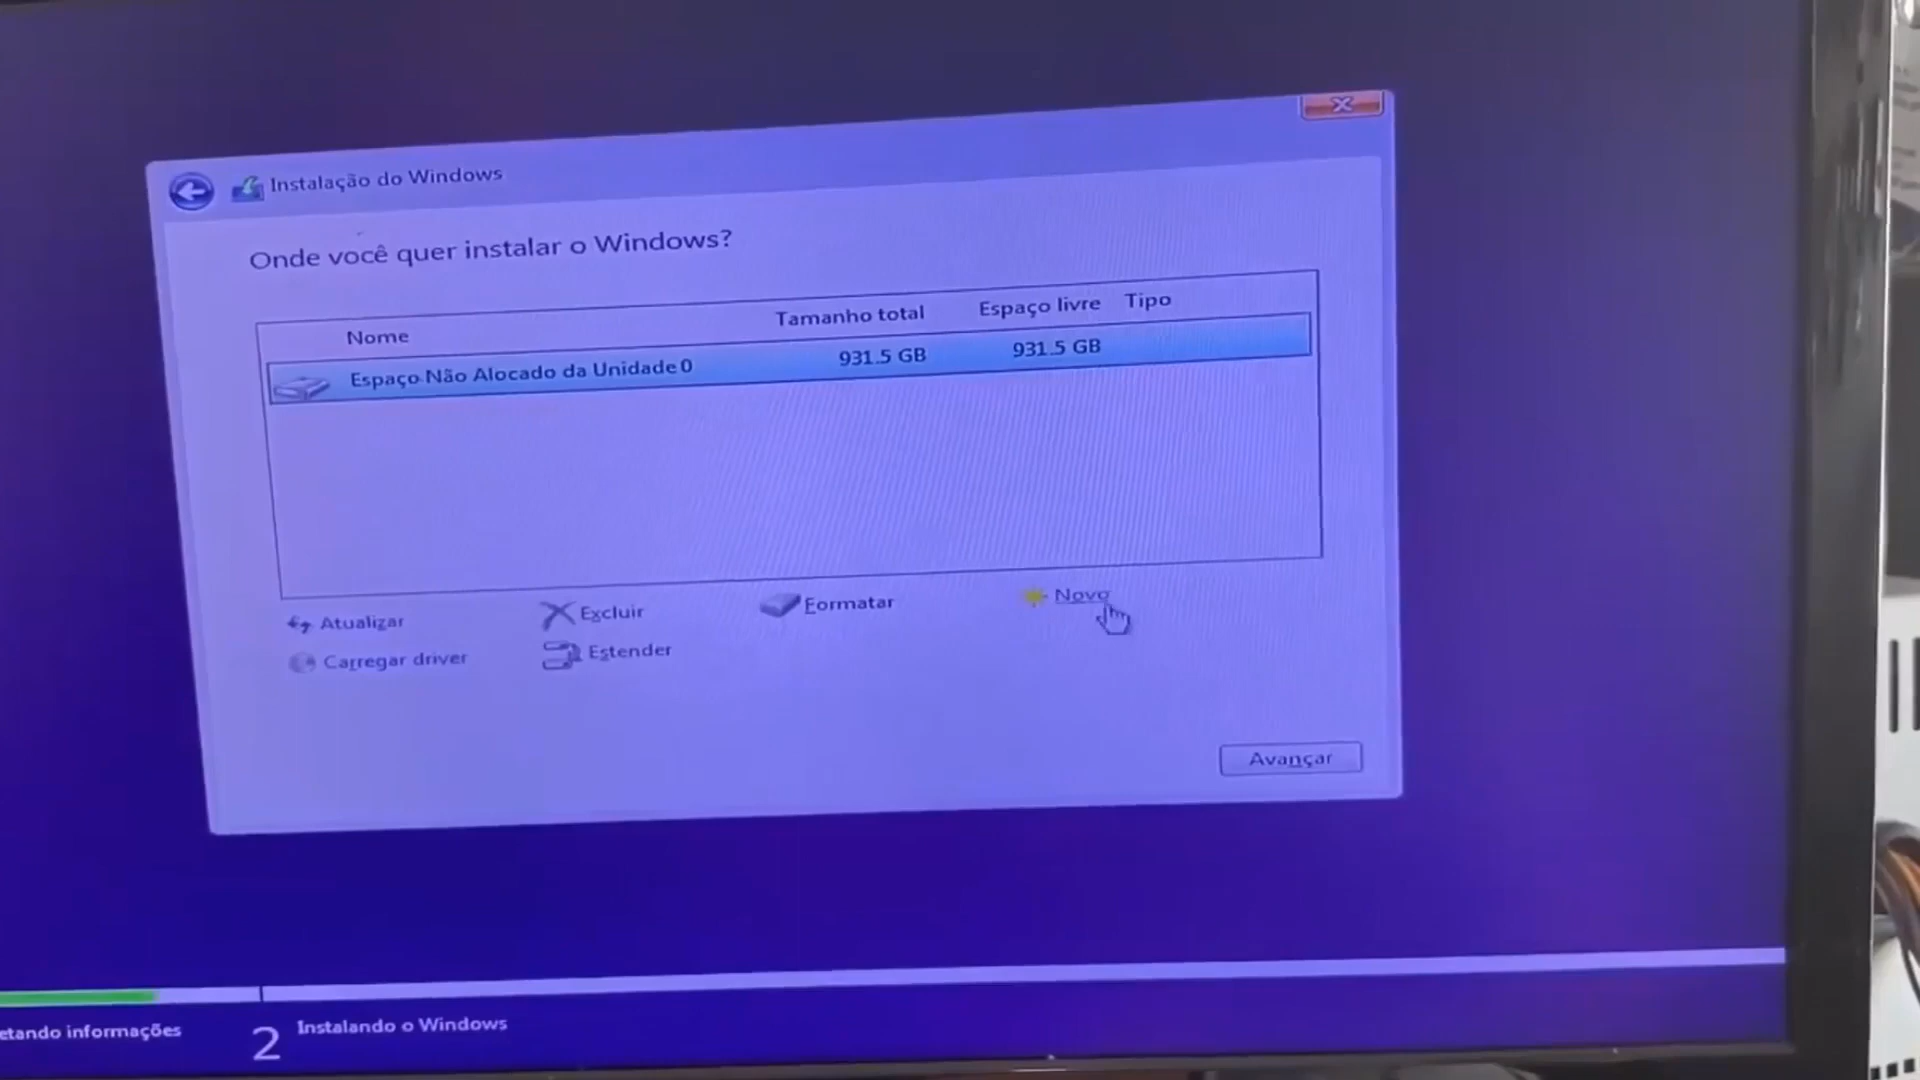 Instalação do Windows
Onde você quer instalar o Windows?
Nome Tamanho total Espaço livre Tipo
Espaço Não Alocado da Unidade 0 931.5 GB 931.5 GB
Atualizar Excluir Formatar Novo
Carregar driver Estender
Avançar
etando informações 2 Instalando o Windows